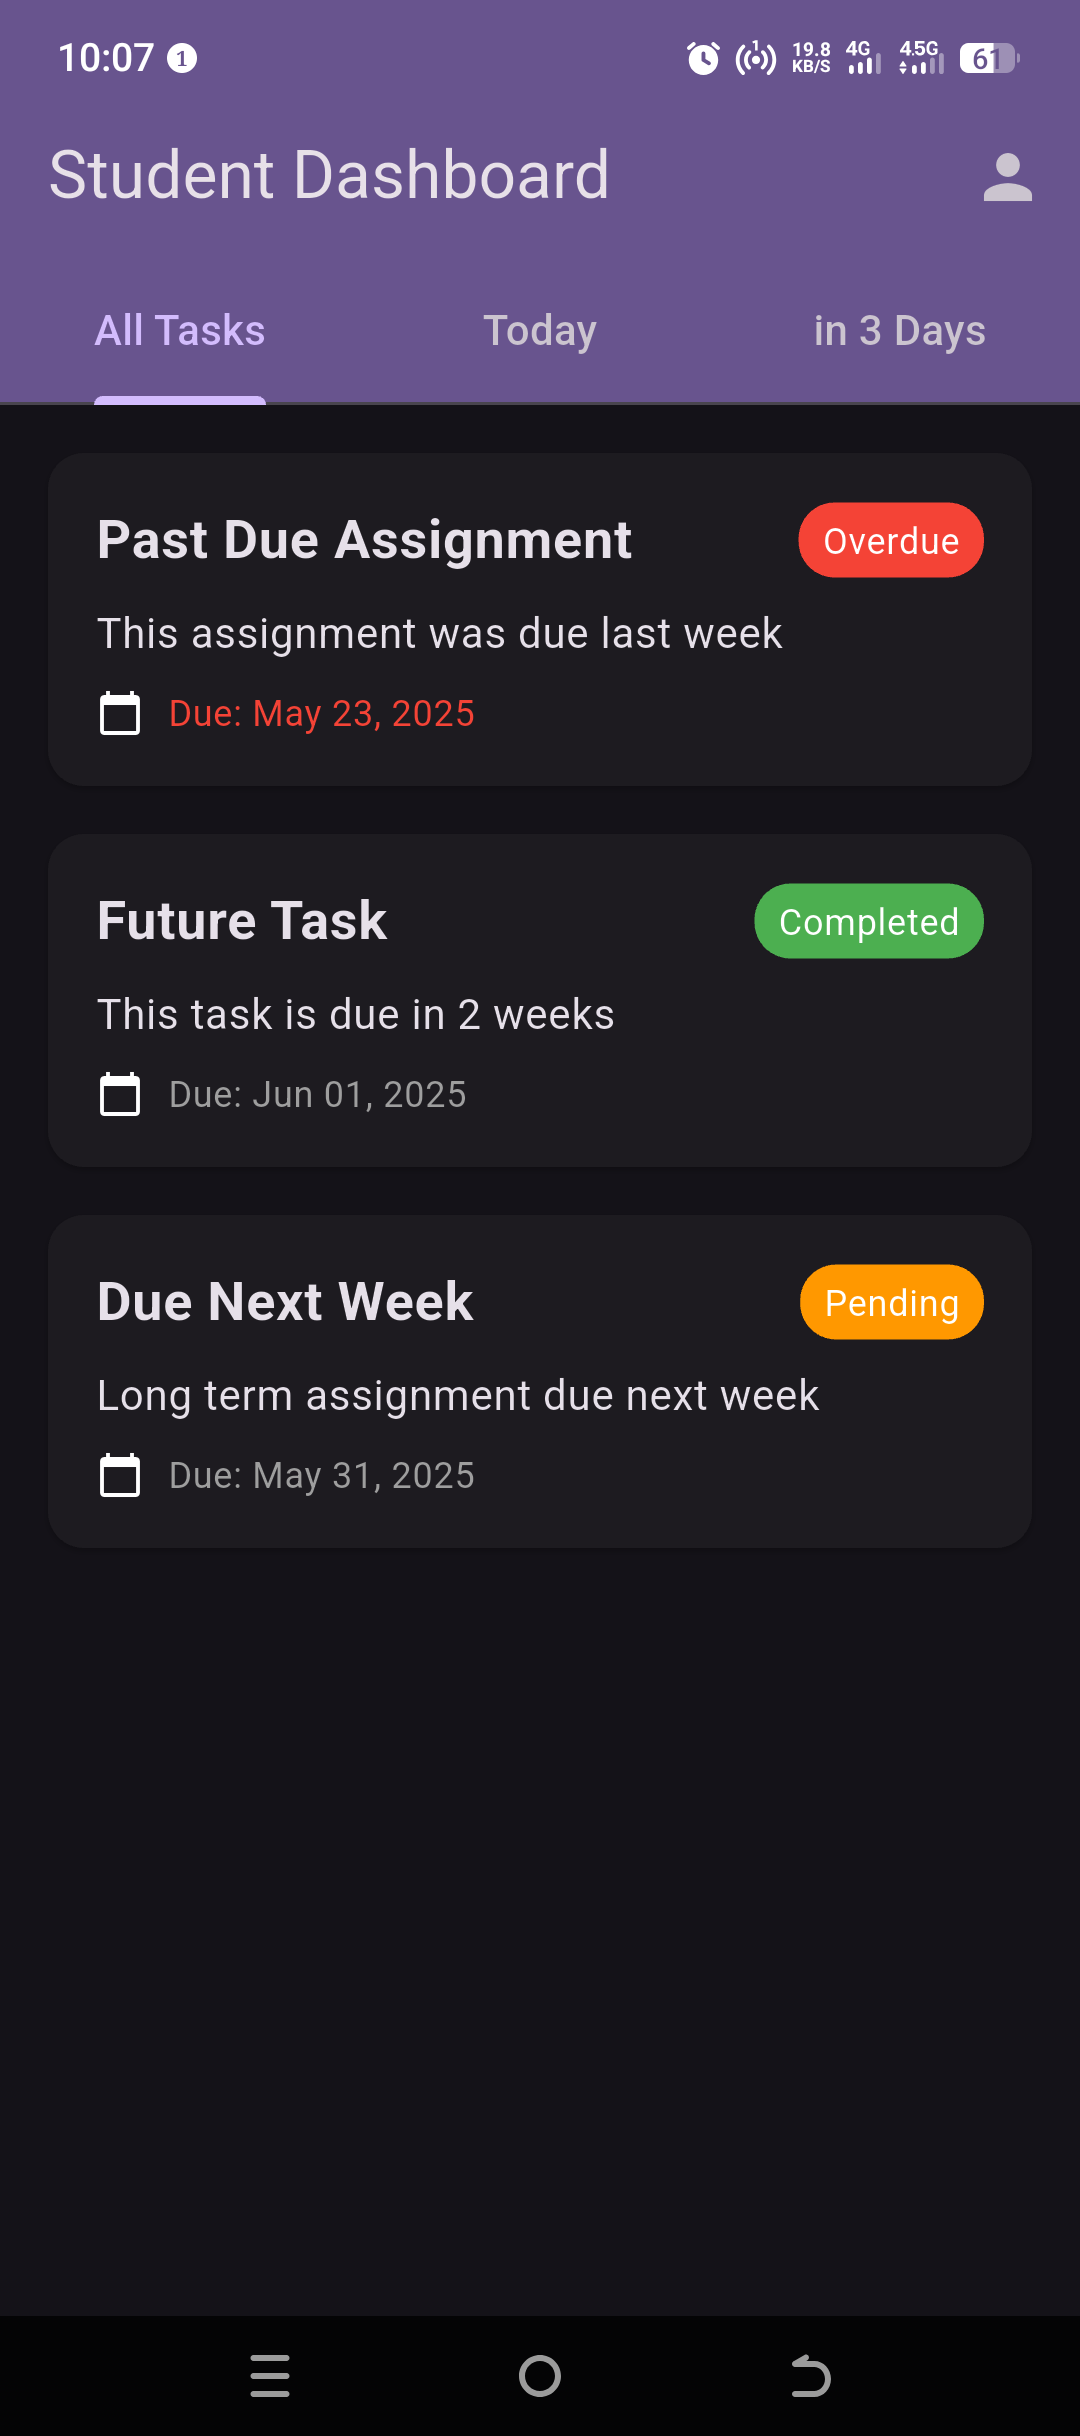 10:07 1 1 19.8 KB/S 4G 4.5G 61
Student Dashboard
All Tasks Today in 3 Days
Past Due Assignment Overdue
This assignment was due last week
Due: May 23, 2025
Future Task Completed
This task is due in 2 weeks
Due: Jun 01, 2025
Due Next Week Pending
Long term assignment due next week
Due: May 31, 2025